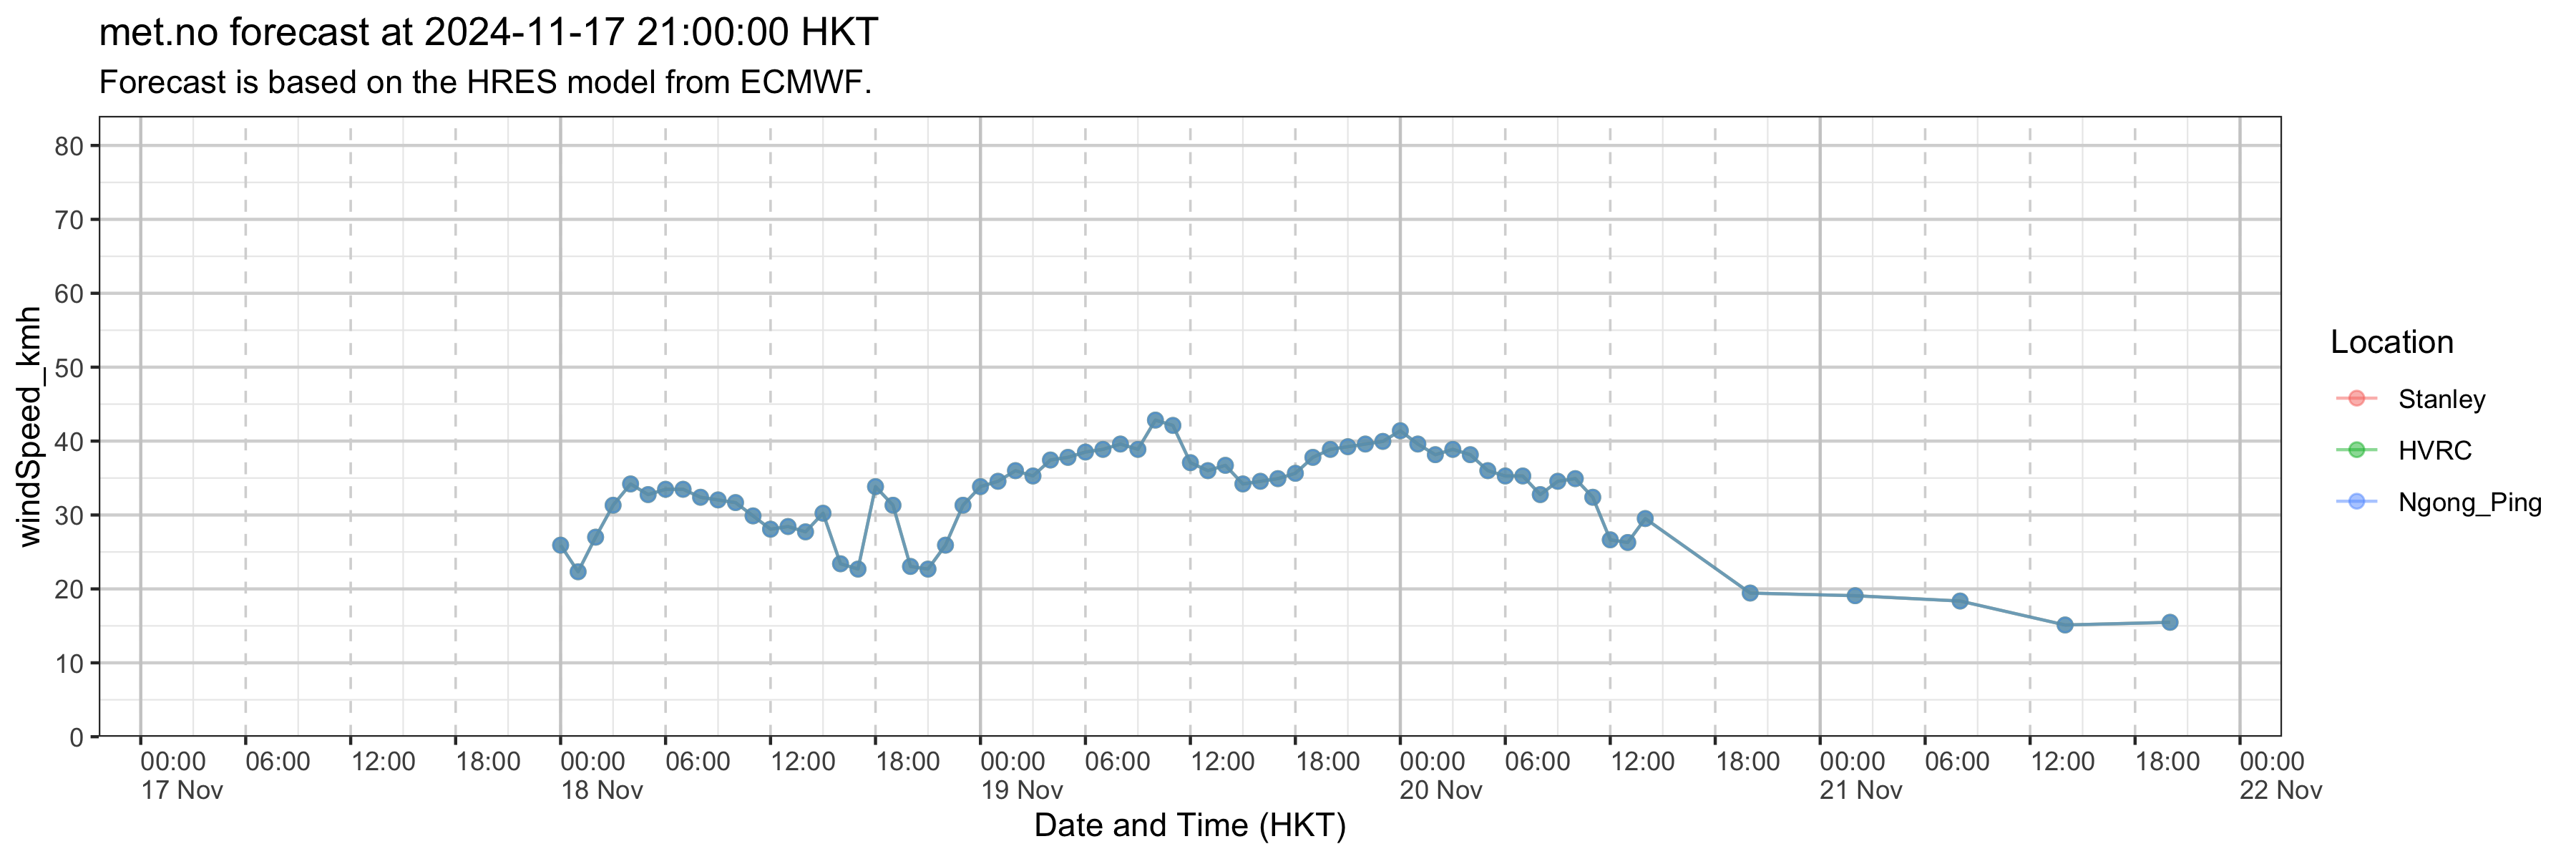 met.no forecast at 2024-11-17 21:00:00 HKT
Forecast is based on the HRES model from ECMWF.
windSpeed_kmh
80
70
60
50
40
30
20
10
0
00:00 06:00 12:00 18:00 00:00 06:00 12:00 18:00 00:00 06:00 12:00 18:00 00:00 06:00 12:00 18:00 00:00 06:00 12:00 18:00 00:00
17 Nov 18 Nov 19 Nov 20 Nov 21 Nov 22 Nov
Date and Time (HKT)
Location
Stanley
HVRC
Ngong_Ping